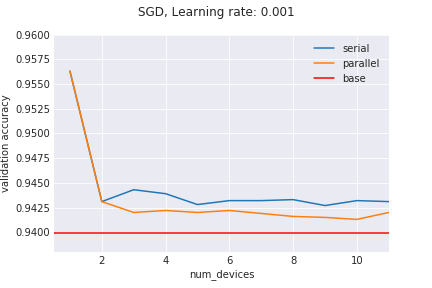 SGD, Learning rate: 0.001
0.9600
0.9575
0.9550
0.9525
0.9500
0.9475
0.9450
0.9425
0.9400
validation accuracy
serial
parallel
base
2 4 6 8 10
num_devices